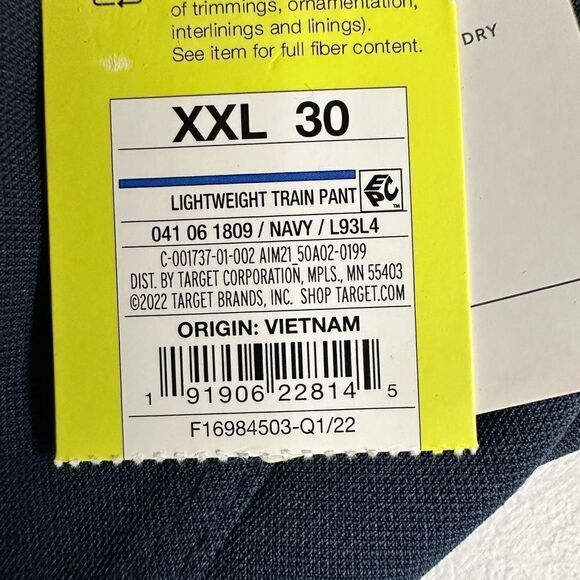 of trimmings, ornamentation,
interlinings and linings).
See item for full fiber content.
DRY
XXL 30
LIGHTWEIGHT TRAIN PANT
EPC
TM
041 06 1809 / NAVY / L93L4
C-001737-01-002 AIM21_50A02-0199
DIST. BY TARGET CORPORATION, MPLS., MN 55403
©2022 TARGET BRANDS, INC. SHOP TARGET.COM
ORIGIN: VIETNAM
1 91906 22814 5
F16984503-Q1/22